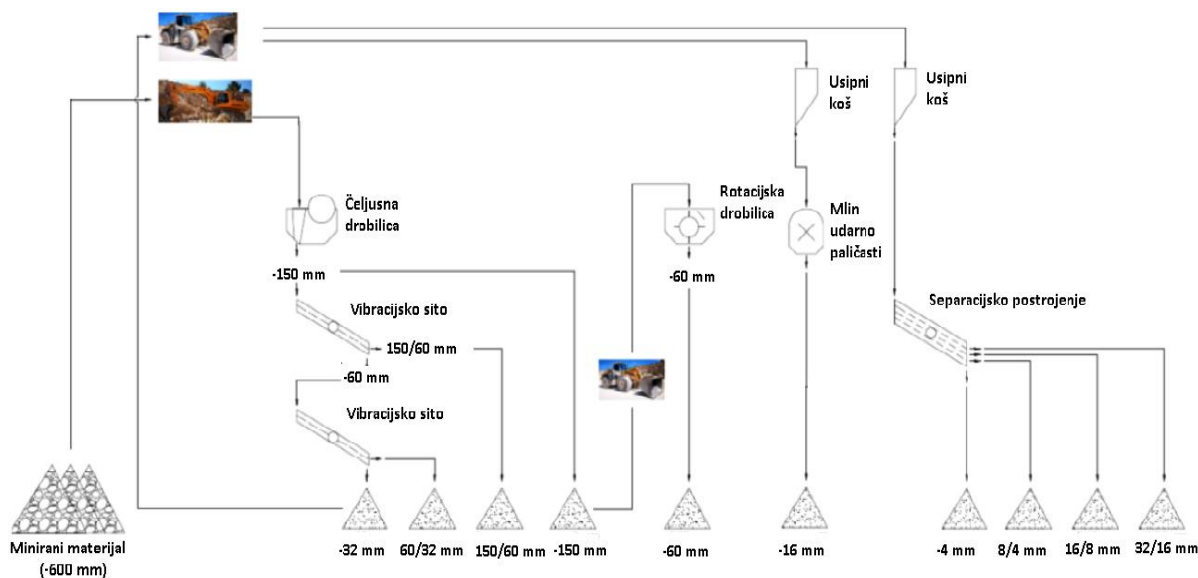 Usipni
koš
Usipni
koš
Čeljusna
drobilica
Rotacijska
drobilica
Mlin
udarno
paličasti
-150 mm
-60 mm
Vibracijsko sito
Separacijsko postrojenje
150/60 mm
-60 mm
Vibracijsko sito
Minirani materijal
(-600 mm)
-32 mm
60/32 mm
150/60 mm
-150 mm
-60 mm
-16 mm
-4 mm
8/4 mm
16/8 mm
32/16 mm